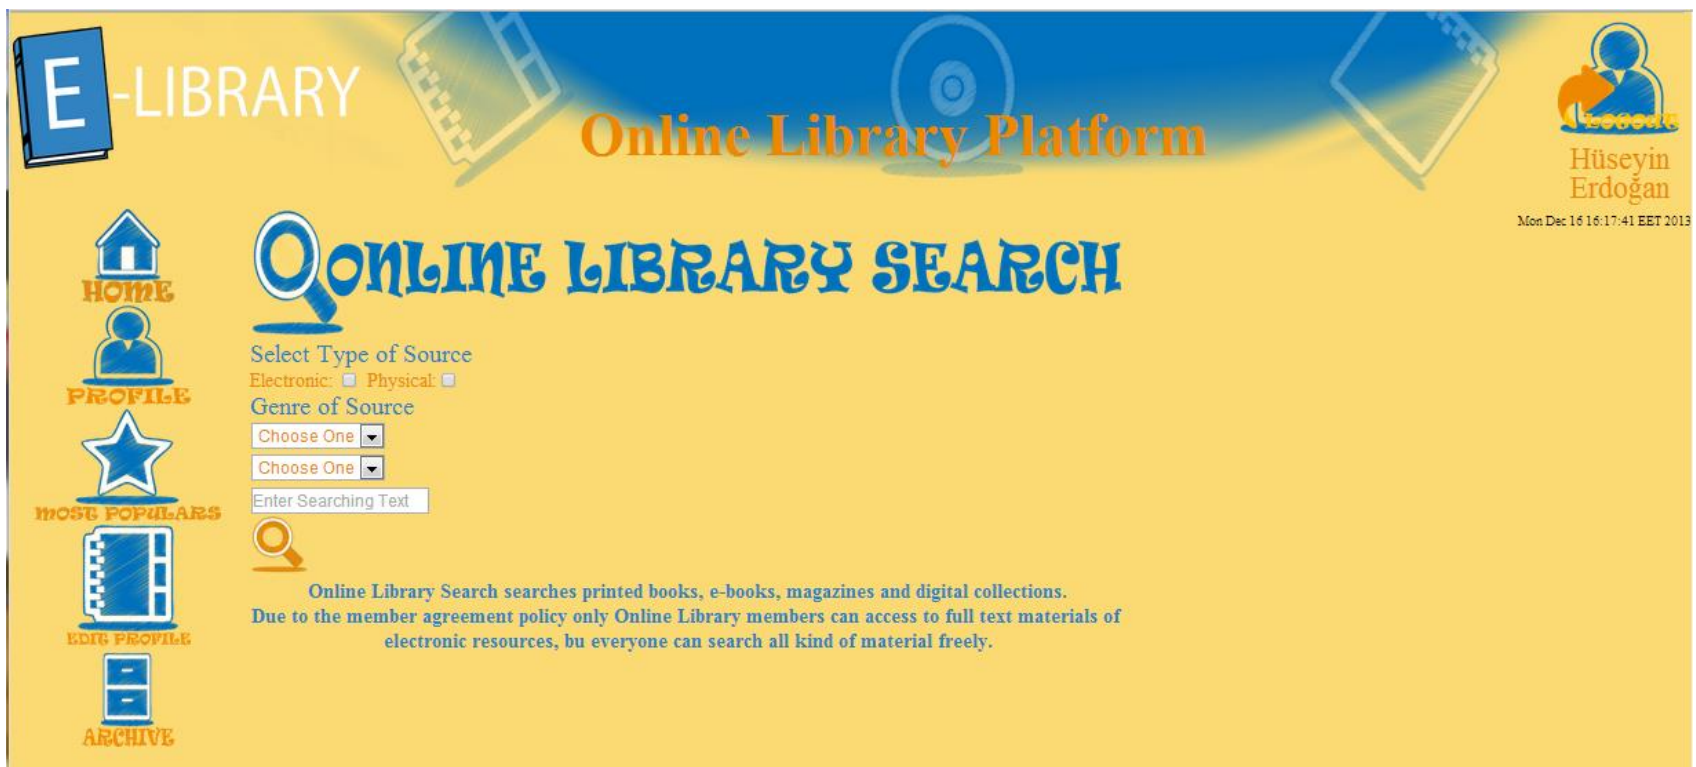 E-LIBRARY
Online Library Platform
LOGOUT
Hüseyin
Erdoğan
Mon Dec 16 16:17:41 EET 2013
HOME
PROFILE
MOST POPULARS
EDIT PROFILE
ARCHIVE
ONLINE LIBRARY SEARCH
Select Type of Source
Electronic: Physical:
Genre of Source
Choose One
Choose One
Enter Searching Text
Online Library Search searches printed books, e-books, magazines and digital collections.
Due to the member agreement policy only Online Library members can access to full text materials of
electronic resources, bu everyone can search all kind of material freely.